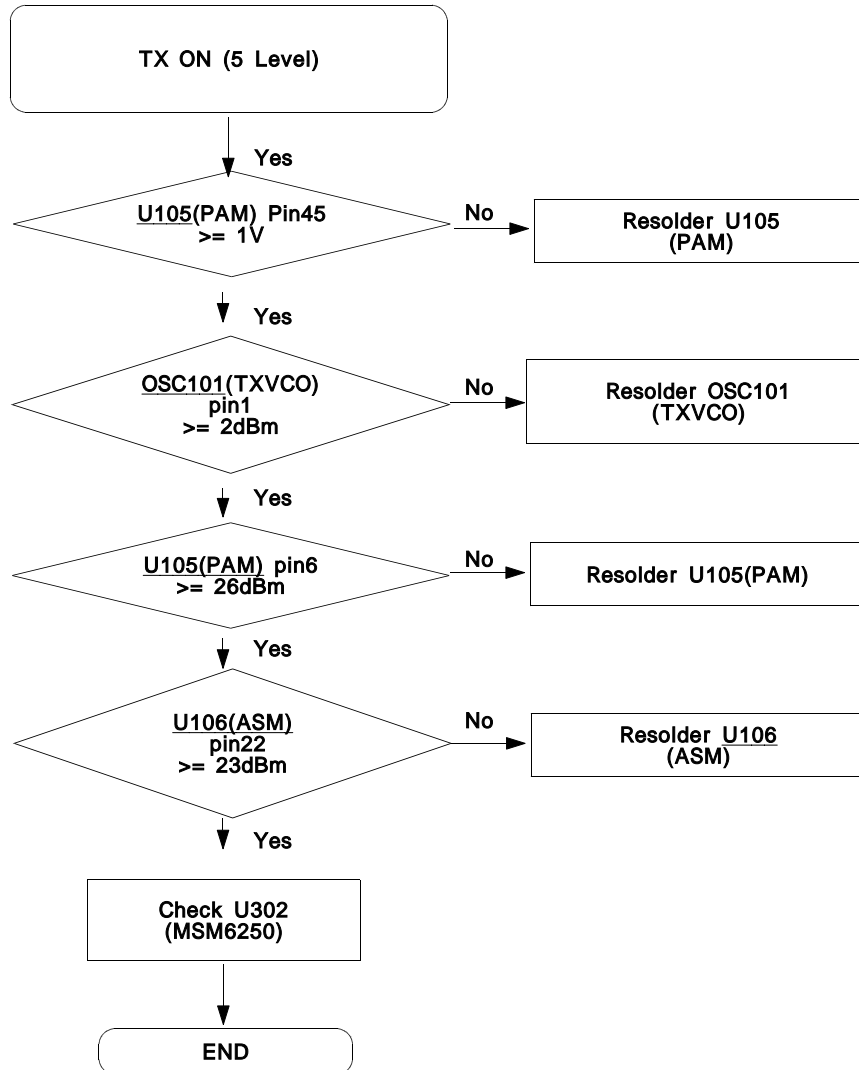 TX ON (5 Level)
Yes
U105(PAM) Pin45
>= 1V
No
Resolder U105
(PAM)
Yes
OSC101(TXVCO)
pin1
>= 2dBm
No
Resolder OSC101
(TXVCO)
Yes
U105(PAM) pin6
>= 26dBm
No
Resolder U105(PAM)
Yes
U106(ASM)
pin22
>= 23dBm
No
Resolder U106
(ASM)
Yes
Check U302
(MSM6250)
END